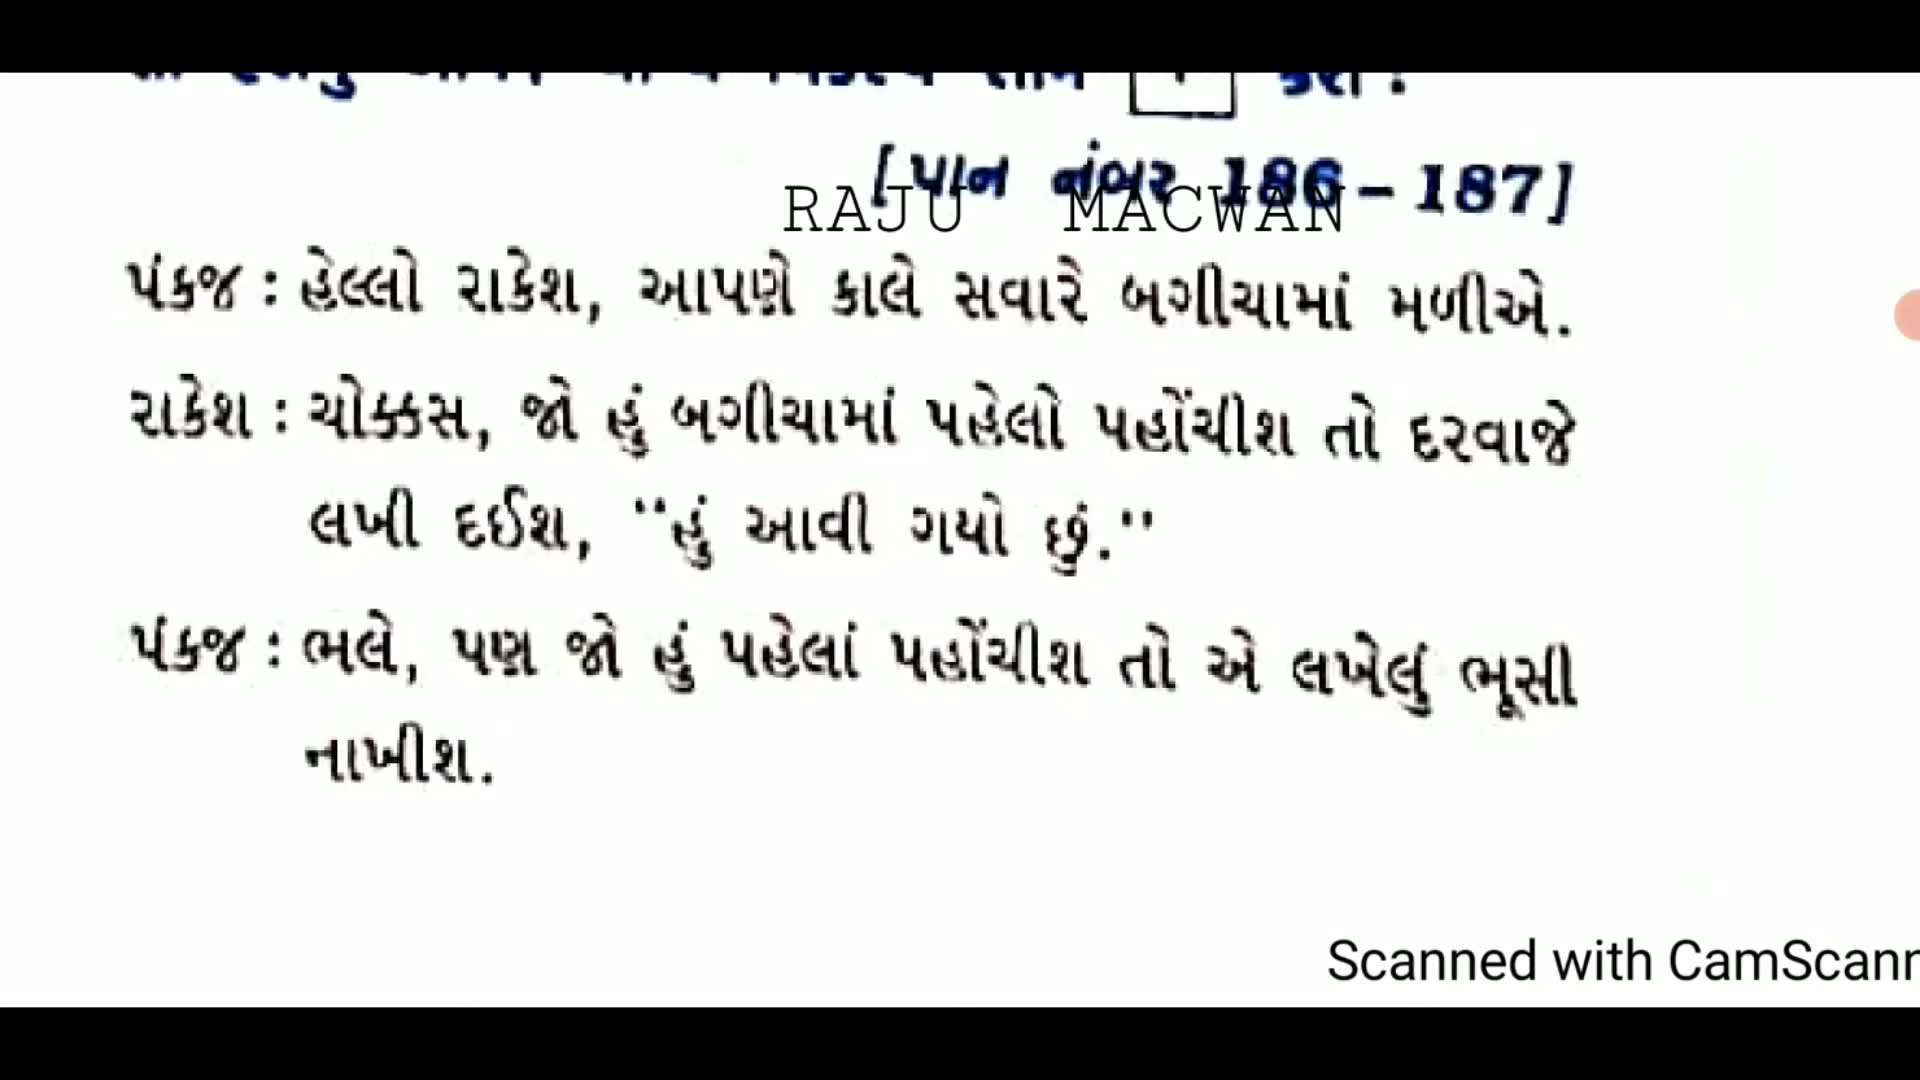 કરો :
[પાન નંબર 186 – 187]
RAJU MACWAN
પંકજ : હેલ્લો રાકેશ, આપણે કાલે સવારે બગીચામાં મળીએ.
રાકેશ : ચોક્કસ, જો હું બગીચામાં પહેલો પહોંચીશ તો દરવાજે
લખી દઈશ, "હું આવી ગયો છું."
પંકજ : ભલે, પણ જો હું પહેલાં પહોંચીશ તો એ લખેલું ભૂસી
નાખીશ.
Scanned with CamScann